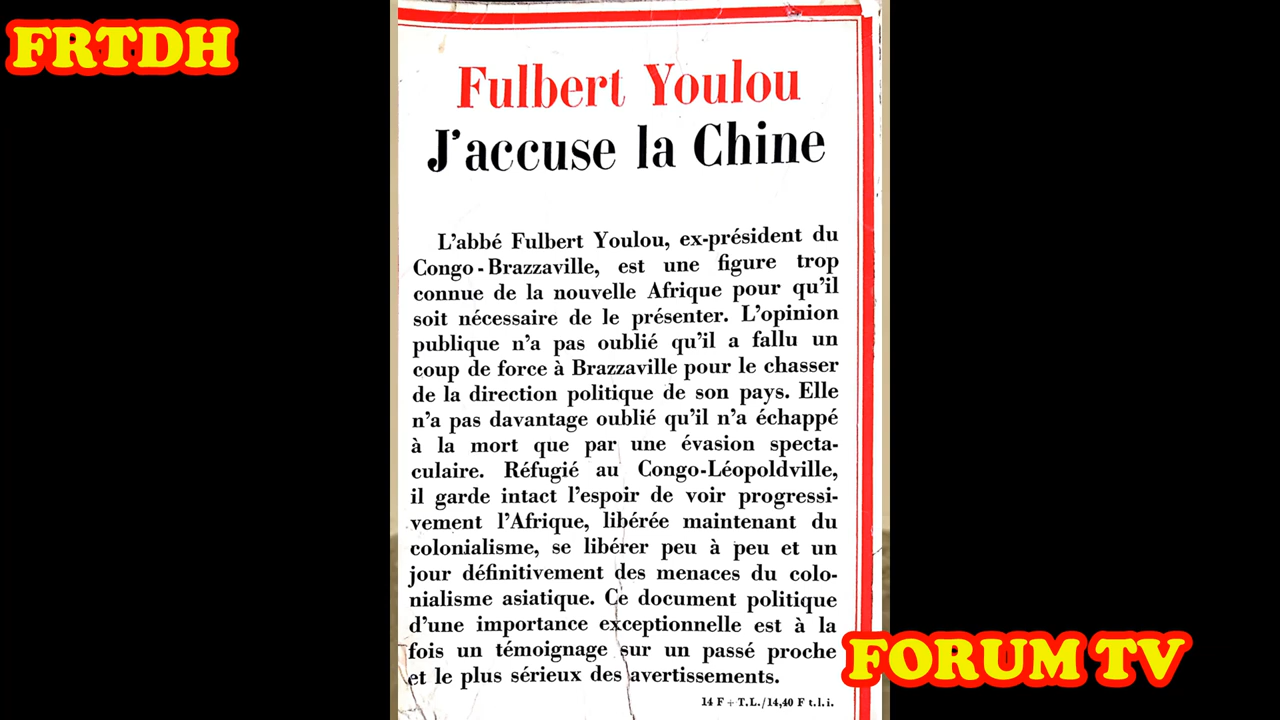 FRTDH
Fulbert Youlou
J'accuse la Chine
L'abbé Fulbert Youlou, ex-président du
Congo-Brazzaville, est une figure trop
connue de la nouvelle Afrique pour qu'il
soit nécessaire de le présenter. L'opinion
publique n'a pas oublié qu'il a fallu un
coup de force à Brazzaville pour le chasser
de la direction politique de son pays. Elle
n'a pas davantage oublié qu'il n'a échappé
à la mort que par une évasion specta-
culaire. Réfugié au Congo-Léopoldville,
il garde intact l'espoir de voir progressi-
vement l'Afrique, libérée maintenant du
colonialisme, se libérer peu à peu et un
jour définitivement des menaces du colo-
nialisme asiatique. Ce document politique
d'une importance exceptionnelle est à la
fois un témoignage sur un passé proche
et le plus sérieux des avertissements.
14 F + T.L./14,40 F t.l.i.
FORUM TV